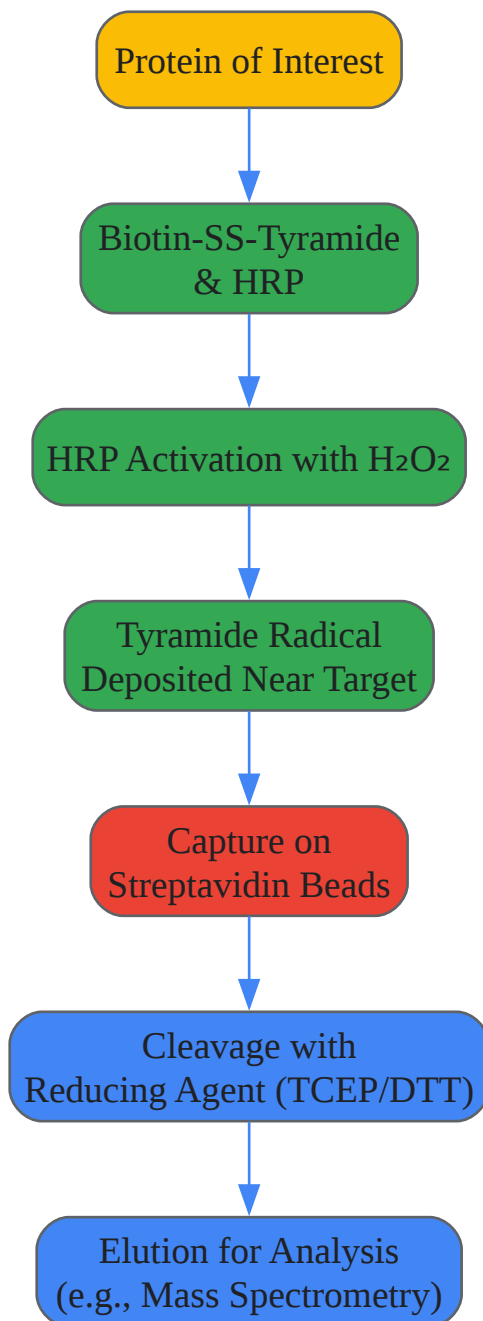 Protein of Interest
Biotin-SS-Tyramide
& HRP
HRP Activation with H₂O₂
Tyramide Radical
Deposited Near Target
Capture on
Streptavidin Beads
Cleavage with
Reducing Agent (TCEP/DTT)
Elution for Analysis
(e.g., Mass Spectrometry)